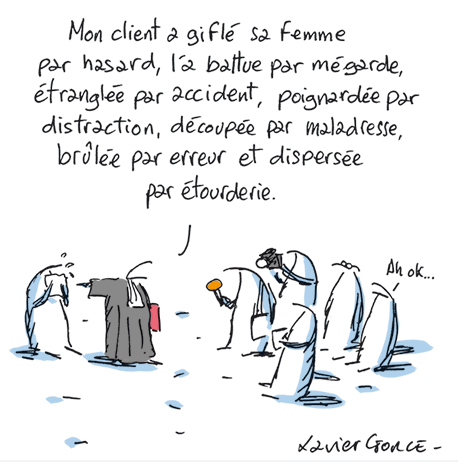 Mon client a giflé sa femme
par hasard, l'a battue par mégarde,
étranglée par accident, poignardée par
distraction, découpée par maladresse,
brûlée par erreur et dispersée
par étourderie.
Ah ok...
Xavier GORCE -